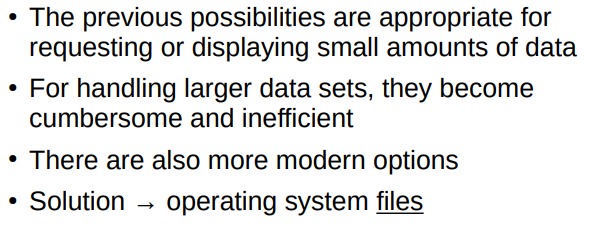 • The previous possibilities are appropriate for
requesting or displaying small amounts of data
• For handling larger data sets, they become
cumbersome and inefficient
• There are also more modern options
• Solution → operating system files